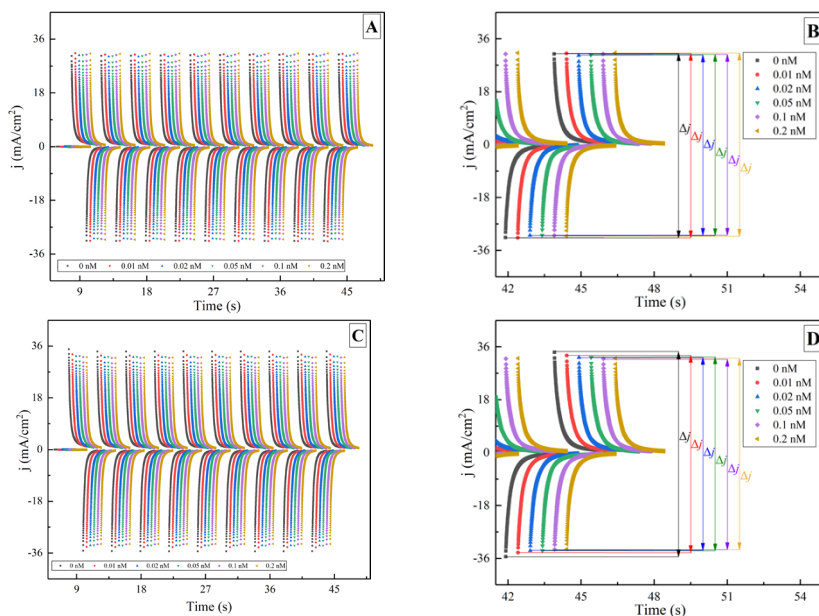 A
j (mA/cm²)
36
18
0
-18
-36
0 nM 0.01 nM 0.02 nM 0.05 nM 0.1 nM 0.2 nM
9 18 27 36 45
Time (s)
B
j (mA/cm²)
36
18
0
-18
-36
0 nM
0.01 nM
0.02 nM
0.05 nM
0.1 nM
0.2 nM
Δj Δj Δj Δj Δj Δj
42 45 48 51 54
Time (s)
C
j (mA/cm²)
36
18
0
-18
-36
0 nM 0.01 nM 0.02 nM 0.05 nM 0.1 nM 0.2 nM
9 18 27 36 45
Time (s)
D
j (mA/cm²)
36
18
0
-18
-36
0 nM
0.01 nM
0.02 nM
0.05 nM
0.1 nM
0.2 nM
Δj Δj Δj Δj Δj Δj
42 45 48 51 54
Time (s)